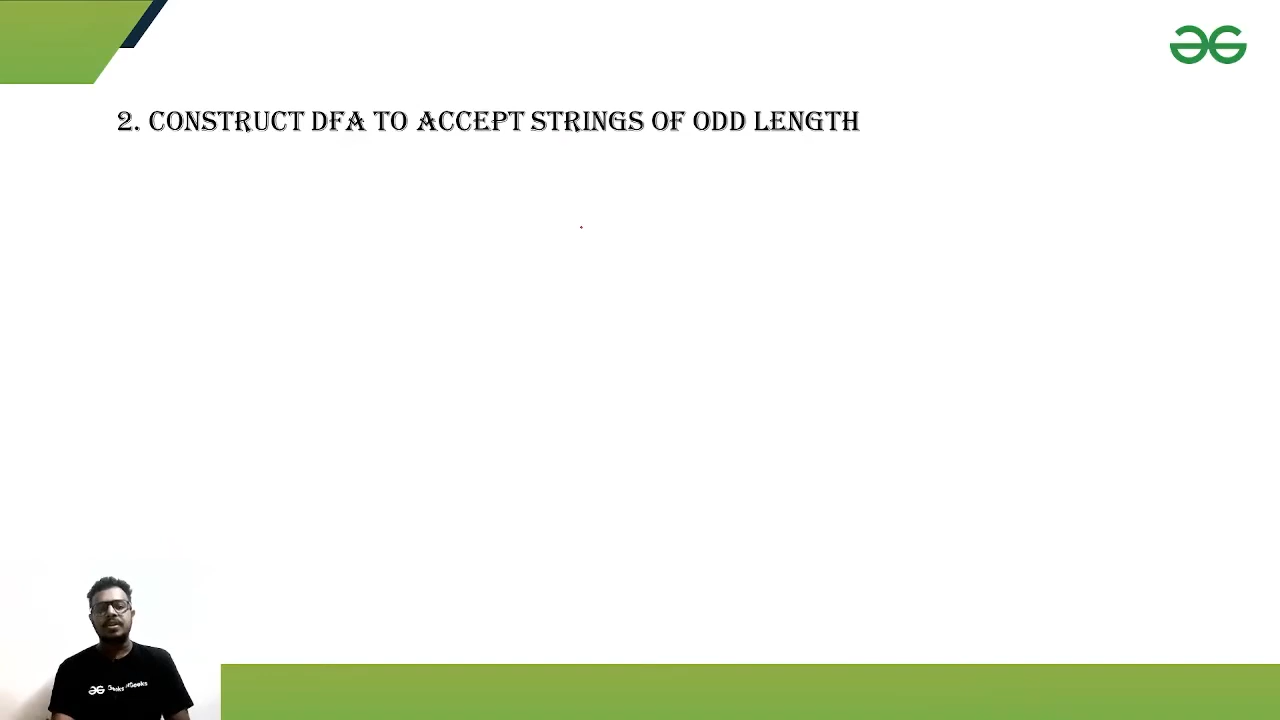 2. CONSTRUCT DFA TO ACCEPT STRINGS OF ODD LENGTH